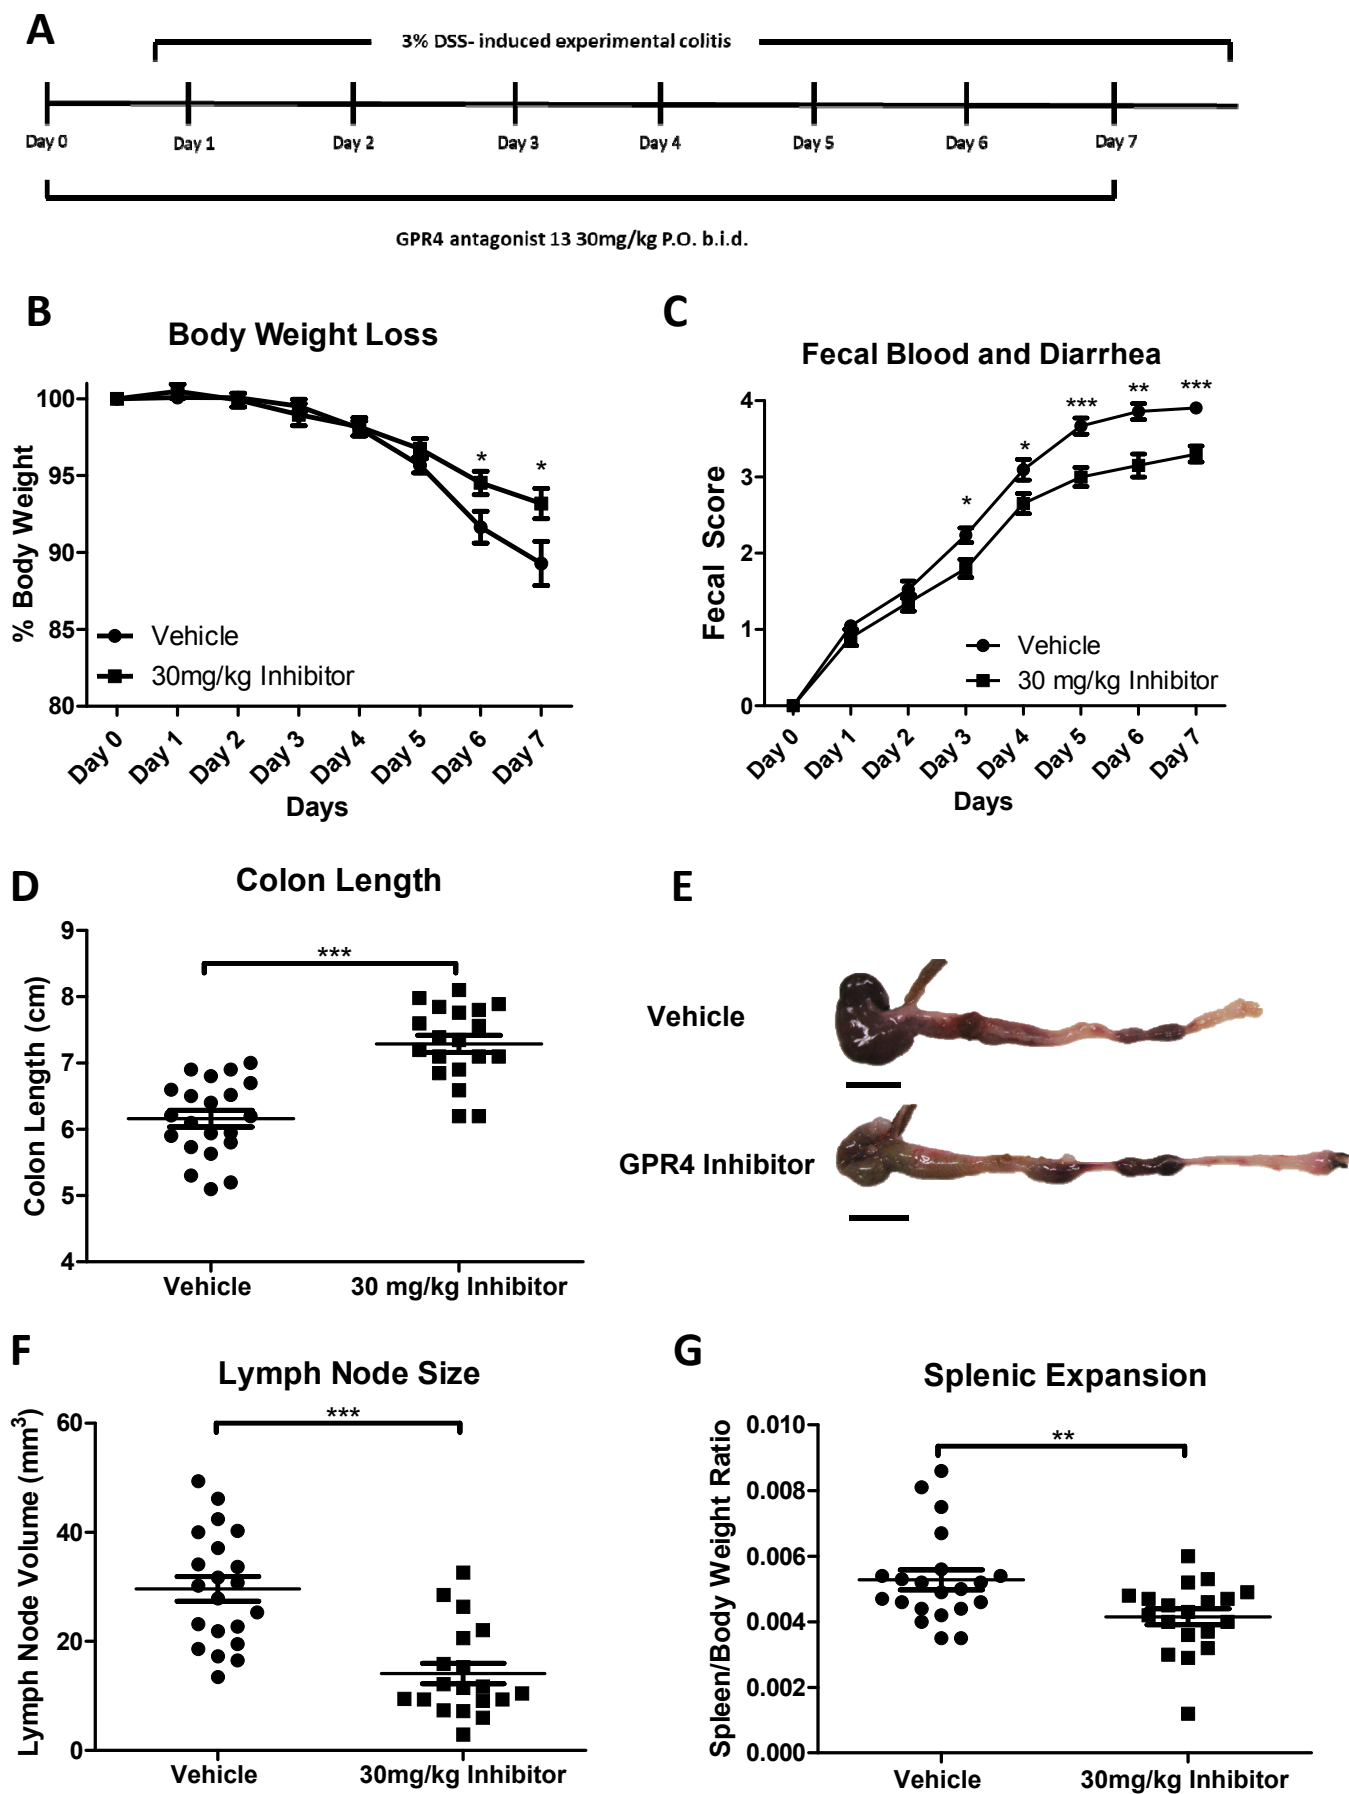 A
3% DSS- induced experimental colitis
Day 0 Day 1 Day 2 Day 3 Day 4 Day 5 Day 6 Day 7
GPR4 antagonist 13 30mg/kg P.O. b.i.d.
B
Body Weight Loss
% Body Weight
100
95
90
85
80
* *
Vehicle
30mg/kg Inhibitor
Day 0 Day 1 Day 2 Day 3 Day 4 Day 5 Day 6 Day 7
Days
C
Fecal Blood and Diarrhea
Fecal Score
4
3
2
1
0
* * *** ** ***
Vehicle
30 mg/kg Inhibitor
Day 0 Day 1 Day 2 Day 3 Day 4 Day 5 Day 6 Day 7
Days
D
Colon Length
Colon Length (cm)
9
8
7
6
5
4
***
Vehicle 30 mg/kg Inhibitor
E
Vehicle
GPR4 Inhibitor
F
Lymph Node Size
Lymph Node Volume (mm³)
60
40
20
0
***
Vehicle 30mg/kg Inhibitor
G
Splenic Expansion
Spleen/Body Weight Ratio
0.010
0.008
0.006
0.004
0.002
0.000
**
Vehicle 30mg/kg Inhibitor